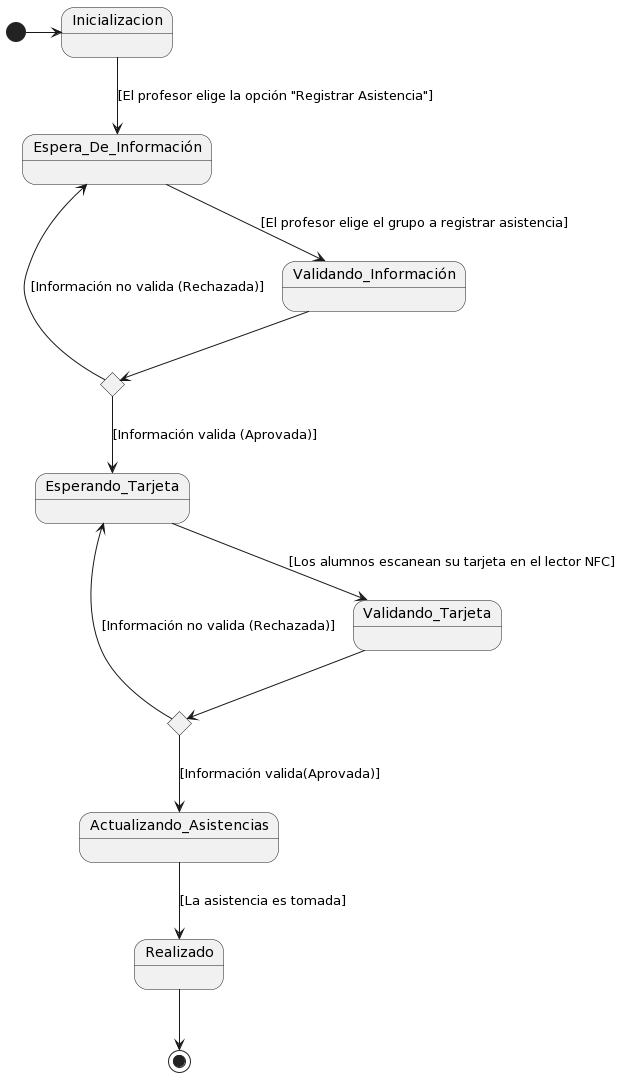 Inicializacion
[El profesor elige la opción "Registrar Asistencia"]
Espera_De_Información
[El profesor elige el grupo a registrar asistencia]
Validando_Información
[Información no valida (Rechazada)]
[Información valida (Aprovada)]
Esperando_Tarjeta
[Los alumnos escanean su tarjeta en el lector NFC]
Validando_Tarjeta
[Información no valida (Rechazada)]
[Información valida(Aprovada)]
Actualizando_Asistencias
[La asistencia es tomada]
Realizado